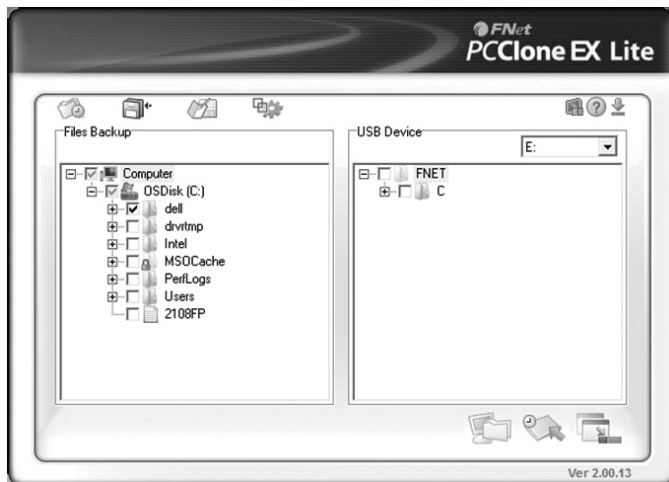 FNet
PCClone EX Lite
Files Backup
Computer
OSDisk (C:)
dell
drvrtmp
Intel
MSOCache
PerfLogs
Users
2108FP
USB Device
E:
FNET
C
Ver 2.00.13